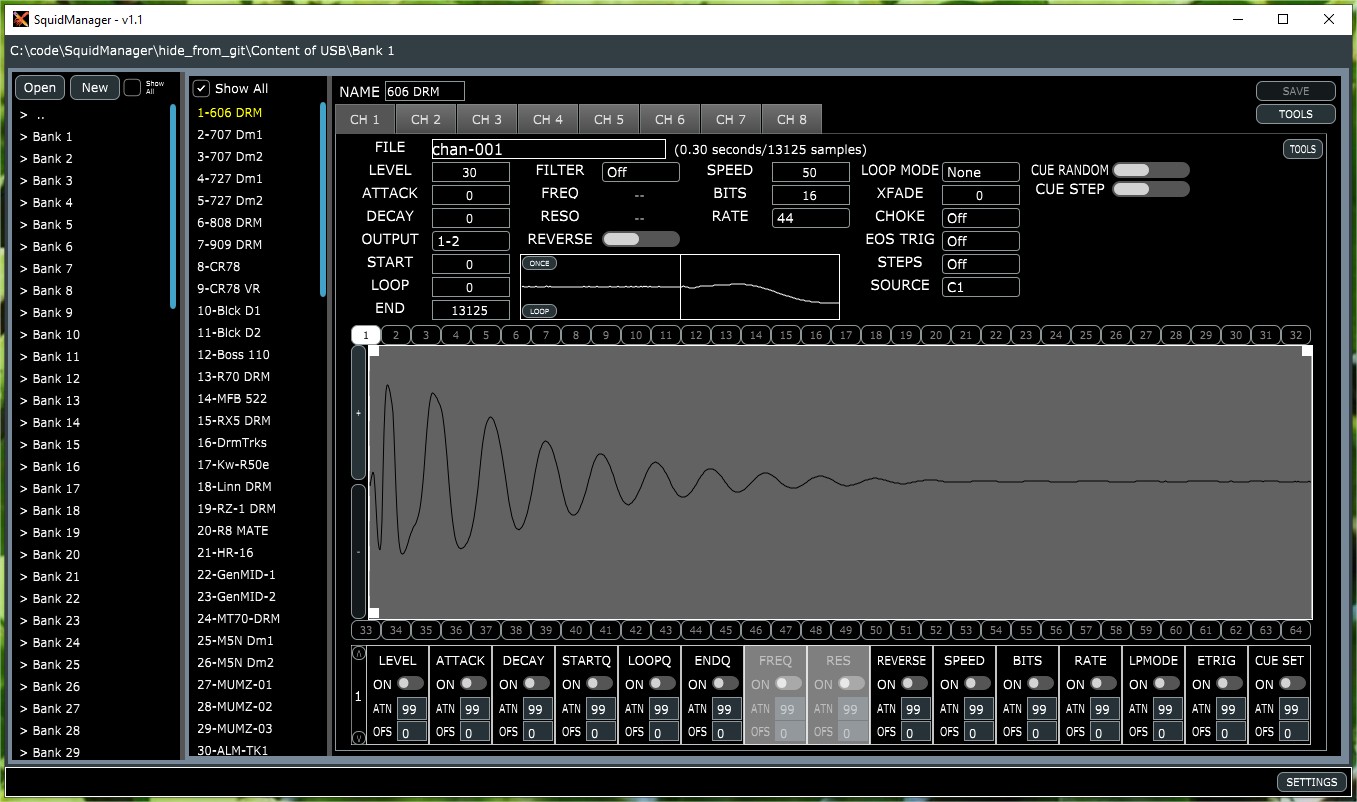 SquidManager - v1.1
C:\code\SquidManager\hide_from_git\Content of USB\Bank 1
Open New Show All
> ..
> Bank 1
> Bank 2
> Bank 3
> Bank 4
> Bank 5
> Bank 6
> Bank 7
> Bank 8
> Bank 9
> Bank 10
> Bank 11
> Bank 12
> Bank 13
> Bank 14
> Bank 15
> Bank 16
> Bank 17
> Bank 18
> Bank 19
> Bank 20
> Bank 21
> Bank 22
> Bank 23
> Bank 24
> Bank 25
> Bank 26
> Bank 27
> Bank 28
> Bank 29
Show All
1-606 DRM
2-707 Dm1
3-707 Dm2
4-727 Dm1
5-727 Dm2
6-808 DRM
7-909 DRM
8-CR78
9-CR78 VR
10-Blck D1
11-Blck D2
12-Boss 110
13-R70 DRM
14-MFB 522
15-RX5 DRM
16-DrmTrks
17-Kw-R50e
18-Linn DRM
19-RZ-1 DRM
20-R8 MATE
21-HR-16
22-GenMID-1
23-GenMID-2
24-MT70-DRM
25-M5N Dm1
26-M5N Dm2
27-MUMZ-01
28-MUMZ-02
29-MUMZ-03
30-ALM-TK1
NAME 606 DRM SAVE
TOOLS
CH 1 CH 2 CH 3 CH 4 CH 5 CH 6 CH 7 CH 8
FILE chan-001 (0.30 seconds/13125 samples) TOOLS
LEVEL 30 FILTER Off SPEED 50 LOOP MODE None CUE RANDOM
ATTACK 0 FREQ -- BITS 16 XFADE 0 CUE STEP
DECAY 0 RESO -- RATE 44 CHOKE Off
OUTPUT 1-2 REVERSE EOS TRIG Off
START 0 ONCE STEPS Off
LOOP 0 SOURCE C1
END 13125 LOOP
1 2 3 4 5 6 7 8 9 10 11 12 13 14 15 16 17 18 19 20 21 22 23 24 25 26 27 28 29 30 31 32
+
-
33 34 35 36 37 38 39 40 41 42 43 44 45 46 47 48 49 50 51 52 53 54 55 56 57 58 59 60 61 62 63 64
LEVEL ATTACK DECAY STARTQ LOOPQ ENDQ FREQ RES REVERSE SPEED BITS RATE LPMODE ETRIG CUE SET
ON ON ON ON ON ON ON ON ON ON ON ON ON ON ON
1
ATN 99 ATN 99 ATN 99 ATN 99 ATN 99 ATN 99 ATN 99 ATN 99 ATN 99 ATN 99 ATN 99 ATN 99 ATN 99 ATN 99 ATN 99
OFS 0 OFS 0 OFS 0 OFS 0 OFS 0 OFS 0 OFS 0 OFS 0 OFS 0 OFS 0 OFS 0 OFS 0 OFS 0 OFS 0 OFS 0
SETTINGS